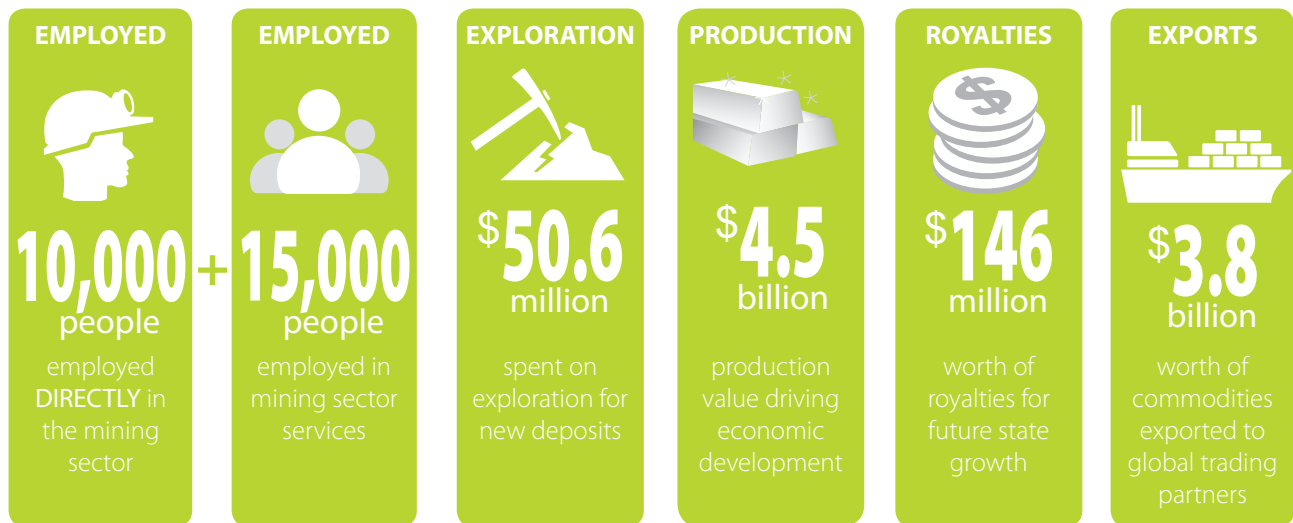 EMPLOYED
10,000
people
employed
DIRECTLY in
the mining
sector
+
EMPLOYED
15,000
people
employed in
mining sector
services
EXPLORATION
$50.6
million
spent on
exploration for
new deposits
PRODUCTION
$4.5
billion
production
value driving
economic
development
ROYALTIES
$
$146
million
worth of
royalties for
future state
growth
EXPORTS
$3.8
billion
worth of
commodities
exported to
global trading
partners